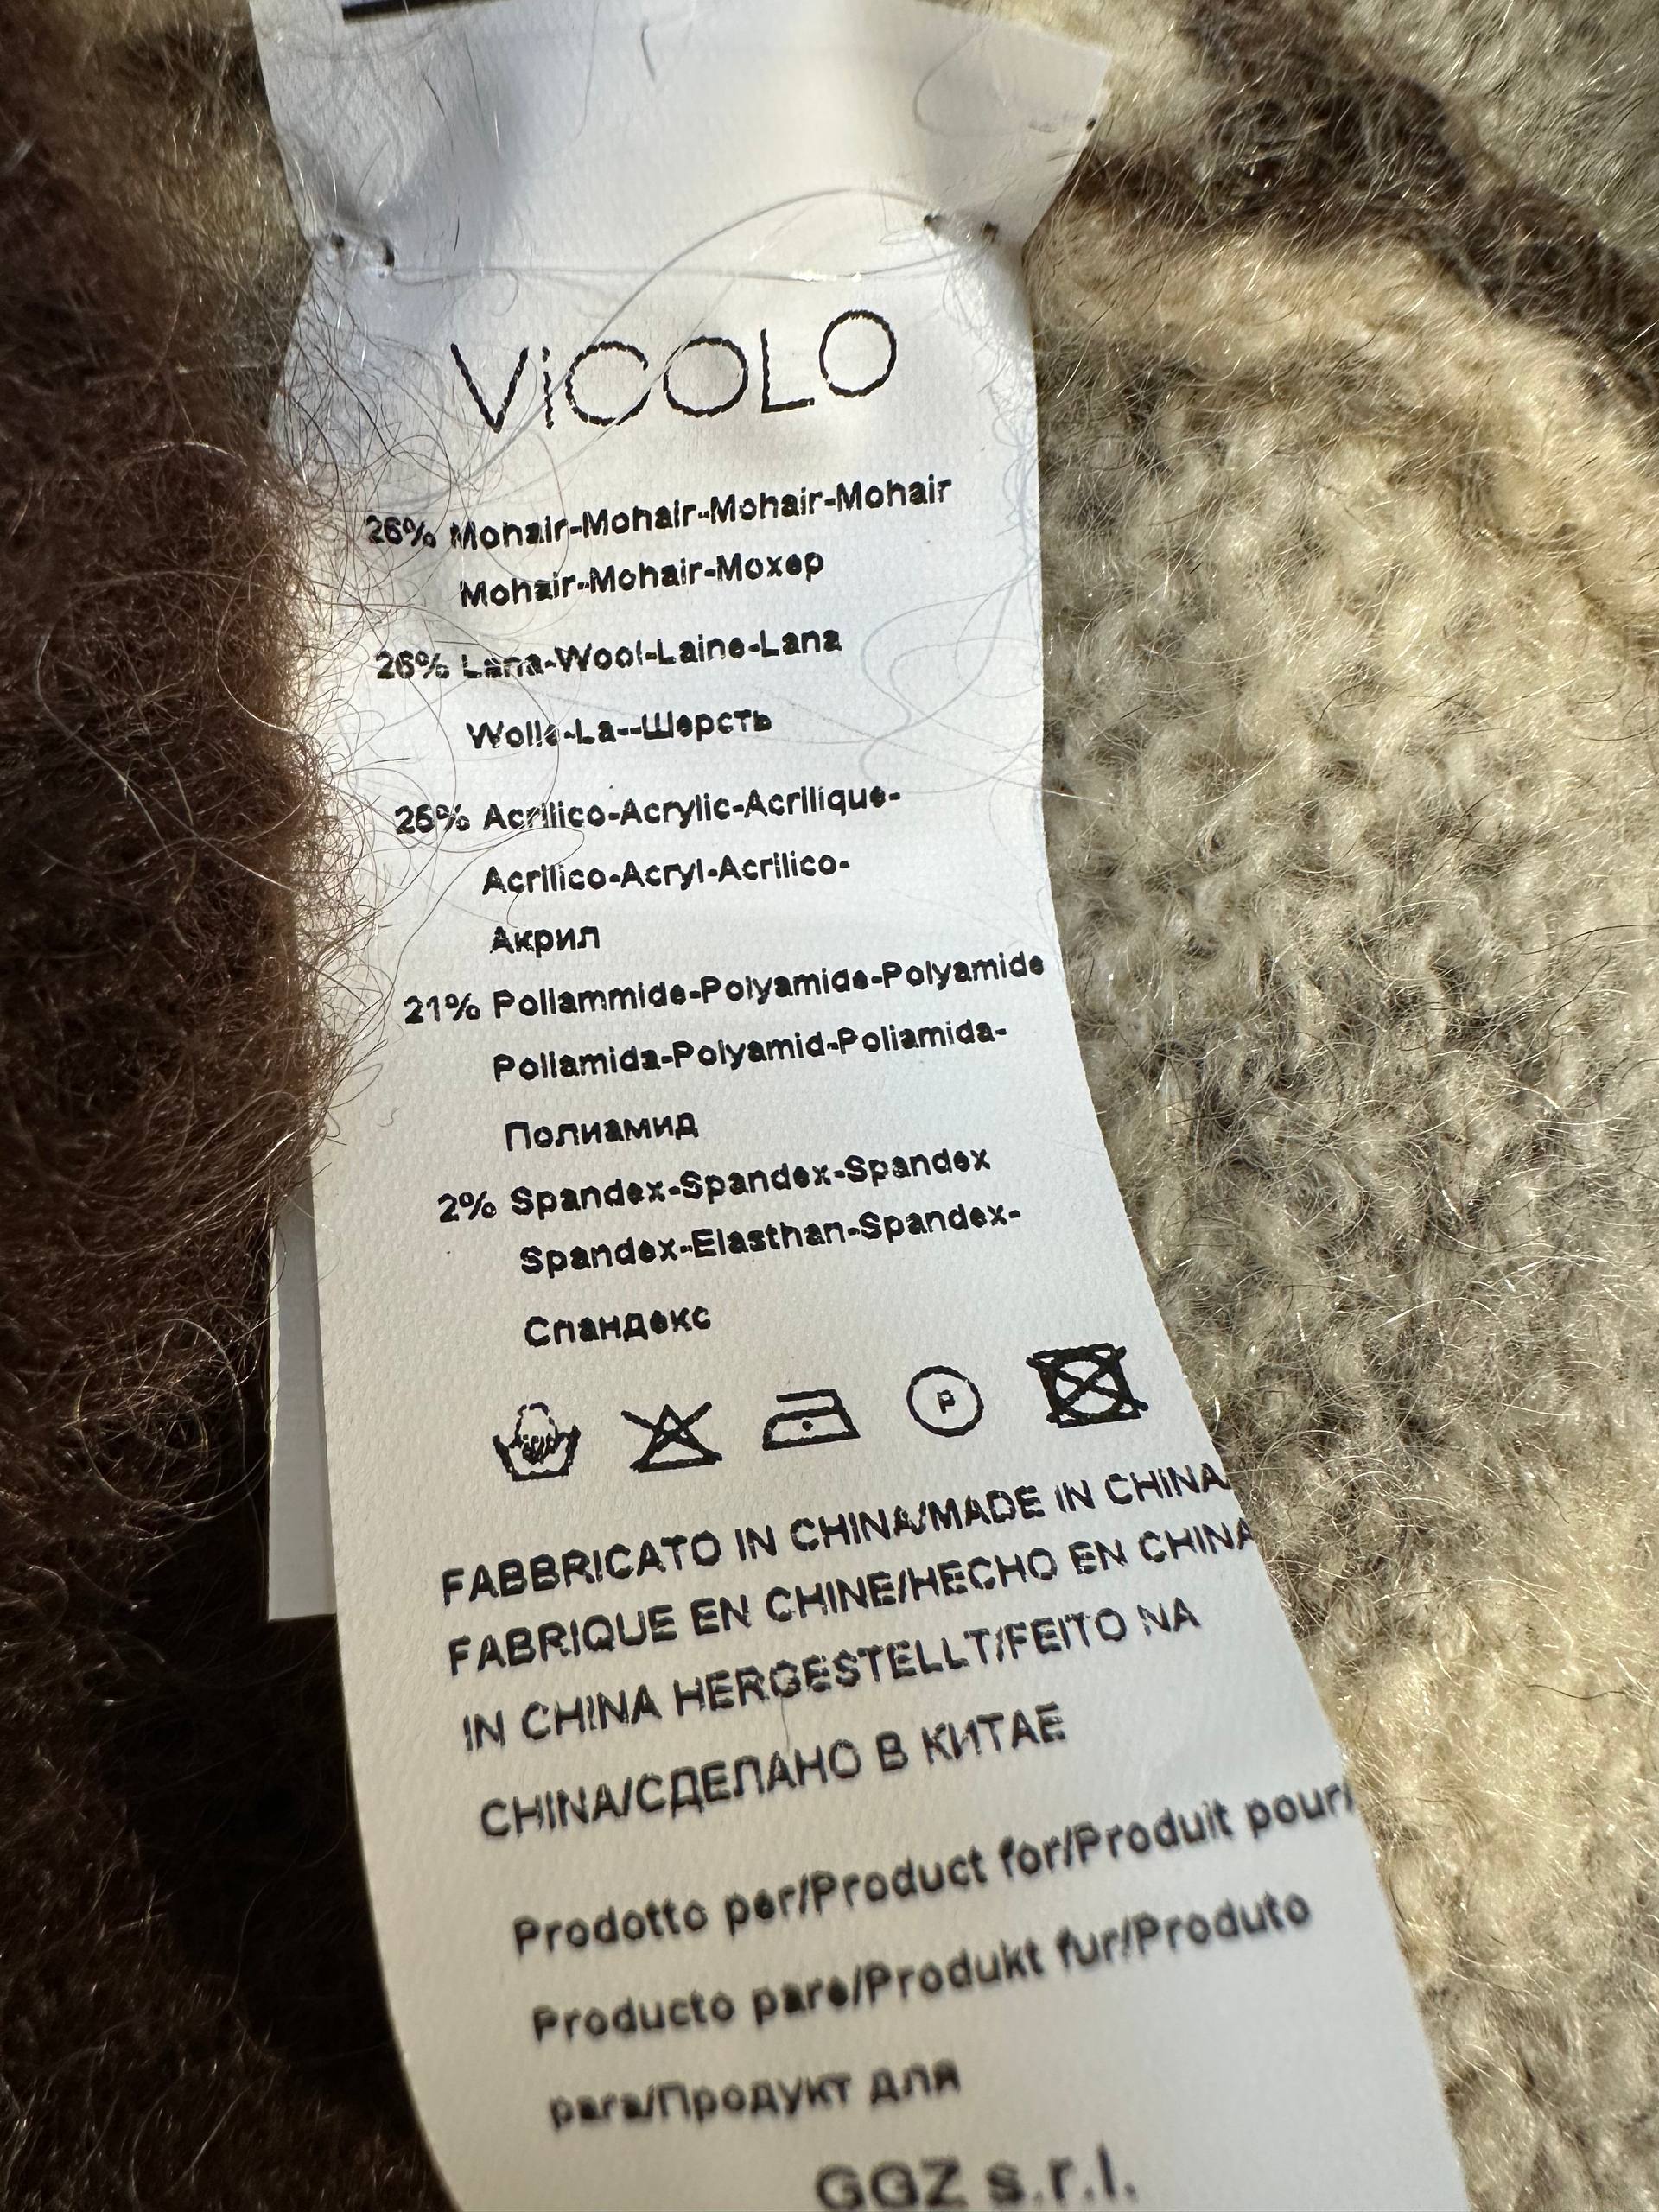 ViCOLO
26% Mohair-Mohair-Mohair-Mohair
Mohair-Mohair-Мохер
26% Lana-Wool-Laine-Lana
Wolle-La--Шерсть
25% Acrilico-Acrylic-Acrilique-
Acrilico-Acryl-Acrilico-
Акрил
21% Poliammide-Polyamide-Polyamide
Poliamida-Polyamid-Poliamida-
Полиамид
2% Spandex-Spandex-Spandex
Spandex-Elasthan-Spandex-
Спандекс
P
FABBRICATO IN CHINA/MADE IN CHINA/
FABRIQUE EN CHINE/HECHO EN CHINA
IN CHINA HERGESTELLT/FEITO NA
CHINA/СДЕЛАНО В КИТАЕ
Prodotto per/Product for/Produit pour/
Producto pare/Produkt fur/Produto
para/Продукт для
GGZ s.r.l.